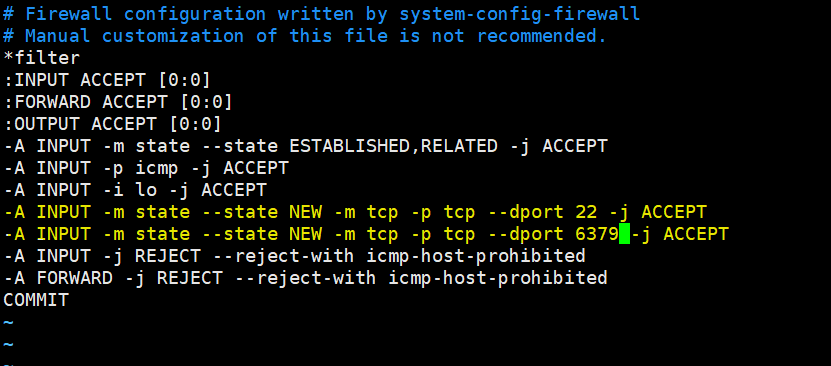 # Firewall configuration written by system-config-firewall
# Manual customization of this file is not recommended.
*filter
:INPUT ACCEPT [0:0]
:FORWARD ACCEPT [0:0]
:OUTPUT ACCEPT [0:0]
-A INPUT -m state --state ESTABLISHED,RELATED -j ACCEPT
-A INPUT -p icmp -j ACCEPT
-A INPUT -i lo -j ACCEPT
-A INPUT -m state --state NEW -m tcp -p tcp --dport 22 -j ACCEPT
-A INPUT -m state --state NEW -m tcp -p tcp --dport 6379 -j ACCEPT
-A INPUT -j REJECT --reject-with icmp-host-prohibited
-A FORWARD -j REJECT --reject-with icmp-host-prohibited
COMMIT
~
~
~